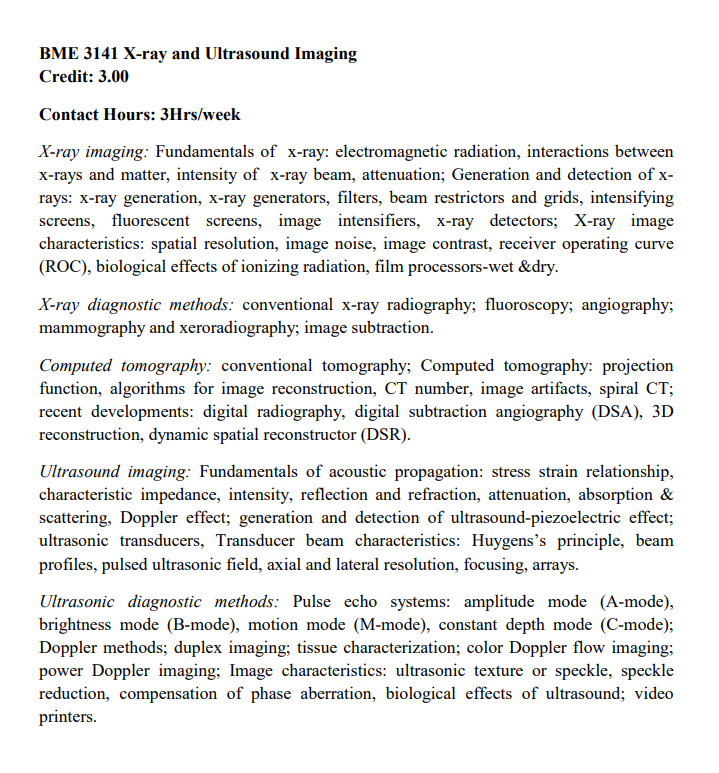 BME 3141 X-ray and Ultrasound Imaging
Credit: 3.00
Contact Hours: 3Hrs/week
X-ray imaging: Fundamentals of x-ray: electromagnetic radiation, interactions between
x-rays and matter, intensity of x-ray beam, attenuation; Generation and detection of x-
rays: x-ray generation, x-ray generators, filters, beam restrictors and grids, intensifying
screens, fluorescent screens, image intensifiers, x-ray detectors; X-ray image
characteristics: spatial resolution, image noise, image contrast, receiver operating curve
(ROC), biological effects of ionizing radiation, film processors-wet &dry.
X-ray diagnostic methods: conventional x-ray radiography; fluoroscopy; angiography;
mammography and xeroradiography; image subtraction.
Computed tomography: conventional tomography; Computed tomography: projection
function, algorithms for image reconstruction, CT number, image artifacts, spiral CT;
recent developments: digital radiography, digital subtraction angiography (DSA), 3D
reconstruction, dynamic spatial reconstructor (DSR).
Ultrasound imaging: Fundamentals of acoustic propagation: stress strain relationship,
characteristic impedance, intensity, reflection and refraction, attenuation, absorption &
scattering, Doppler effect; generation and detection of ultrasound-piezoelectric effect;
ultrasonic transducers, Transducer beam characteristics: Huygens’s principle, beam
profiles, pulsed ultrasonic field, axial and lateral resolution, focusing, arrays.
Ultrasonic diagnostic methods: Pulse echo systems: amplitude mode (A-mode),
brightness mode (B-mode), motion mode (M-mode), constant depth mode (C-mode);
Doppler methods; duplex imaging; tissue characterization; color Doppler flow imaging;
power Doppler imaging; Image characteristics: ultrasonic texture or speckle, speckle
reduction, compensation of phase aberration, biological effects of ultrasound; video
printers.